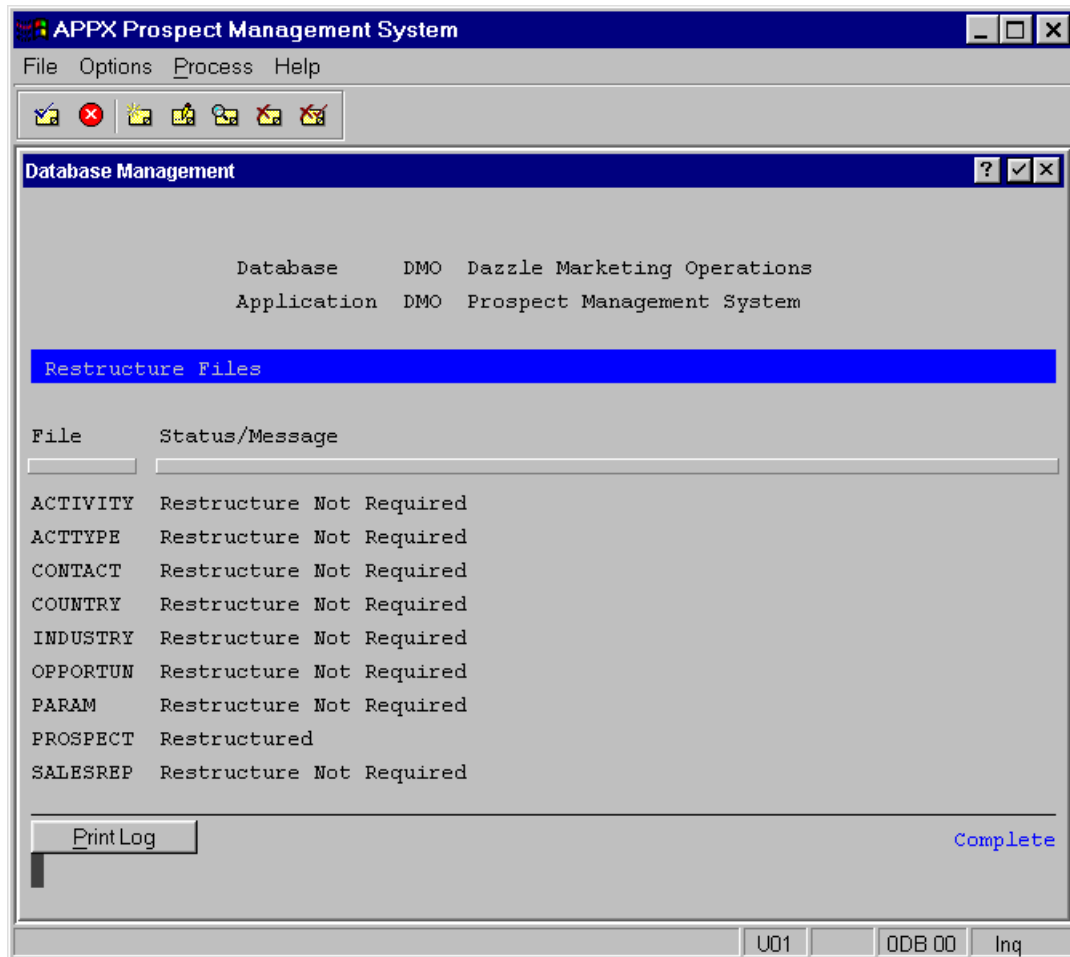 APPX Prospect Management System
File Options Process Help
Database Management ?
Database DMO Dazzle Marketing Operations
Application DMO Prospect Management System
Restructure Files
File Status/Message
ACTIVITY Restructure Not Required
ACTTYPE Restructure Not Required
CONTACT Restructure Not Required
COUNTRY Restructure Not Required
INDUSTRY Restructure Not Required
OPPORTUN Restructure Not Required
PARAM Restructure Not Required
PROSPECT Restructured
SALESREP Restructure Not Required
Print Log Complete
U01 0DB 00 Inq